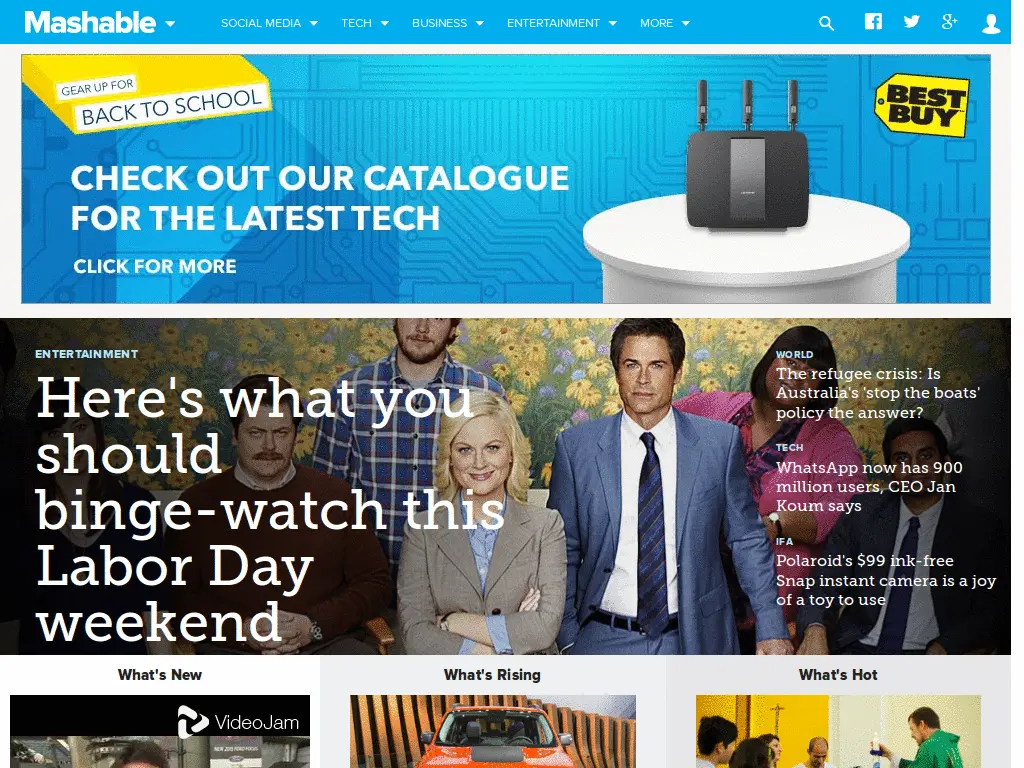 Mashable
SOCIAL MEDIA
TECH
BUSINESS
ENTERTAINMENT
MORE
GEAR UP FOR
BACK TO SCHOOL
BEST
BUY
CHECK OUT OUR CATALOGUE
FOR THE LATEST TECH
CLICK FOR MORE
ENTERTAINMENT
Here's what you
should
binge-watch this
Labor Day
weekend
WORLD
The refugee crisis: Is
Australia's 'stop the boats'
policy the answer?
TECH
WhatsApp now has 900
million users, CEO Jan
Koum says
IFA
Polaroid's $99 ink-free
Snap instant camera is a joy
of a toy to use
What's New
What's Rising
What's Hot
VideoJam
NEW 2015 FORD FOCUS